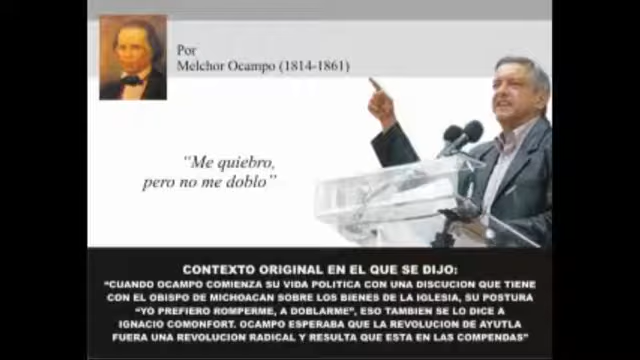 Por
Melchor Ocampo (1814-1861)
“Me quiebro,
pero no me doblo”
CONTEXTO ORIGINAL EN EL QUE SE DIJO:
“CUANDO OCAMPO COMIENZA SU VIDA POLITICA CON UNA DISCUCION QUE TIENE
CON EL OBISPO DE MICHOACAN SOBRE LOS BIENES DE LA IGLESIA, SU POSTURA
“YO PREFIERO ROMPERME, A DOBLARME”, ESO TAMBIEN SE LO DICE A
IGNACIO COMONFORT. OCAMPO ESPERABA QUE LA REVOLUCION DE AYUTLA
FUERA UNA REVOLUCION RADICAL Y RESULTA QUE ESTA EN LAS COMPENDAS”